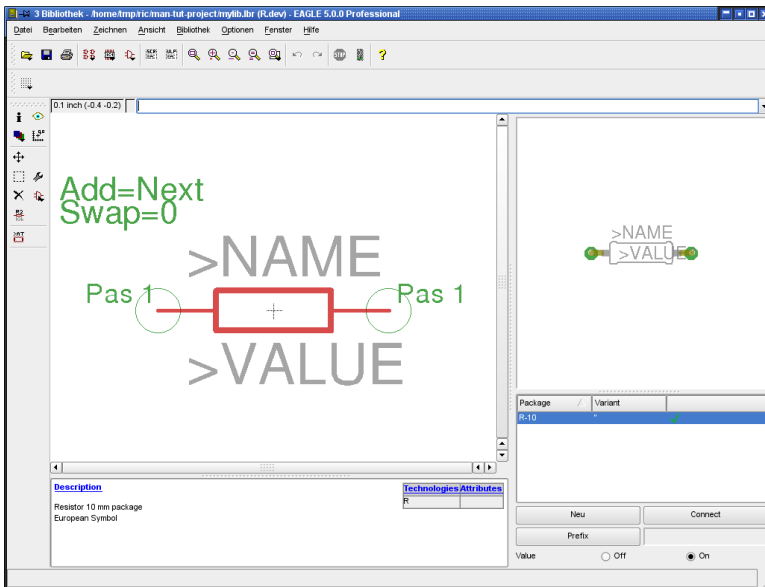 3 Bibliothek - /home/tmp/ric/man-tut-project/mylib.lbr (R.dev) - EAGLE 5.0.0 Professional
Datei Bearbeiten Zeichnen Ansicht Bibliothek Optionen Fenster Hilfe
SCR ULP STOP ?
0.1 inch (-0.4 -0.2)
Add=Next
Swap=0
>NAME
Pas 1 Pas 1
>VALUE
>NAME
>VALUE
Package Variant
R-10 ''
Description
Resistor 10 mm package
European Symbol
Technologies Attributes
R
Neu Connect
Prefix
Value Off On